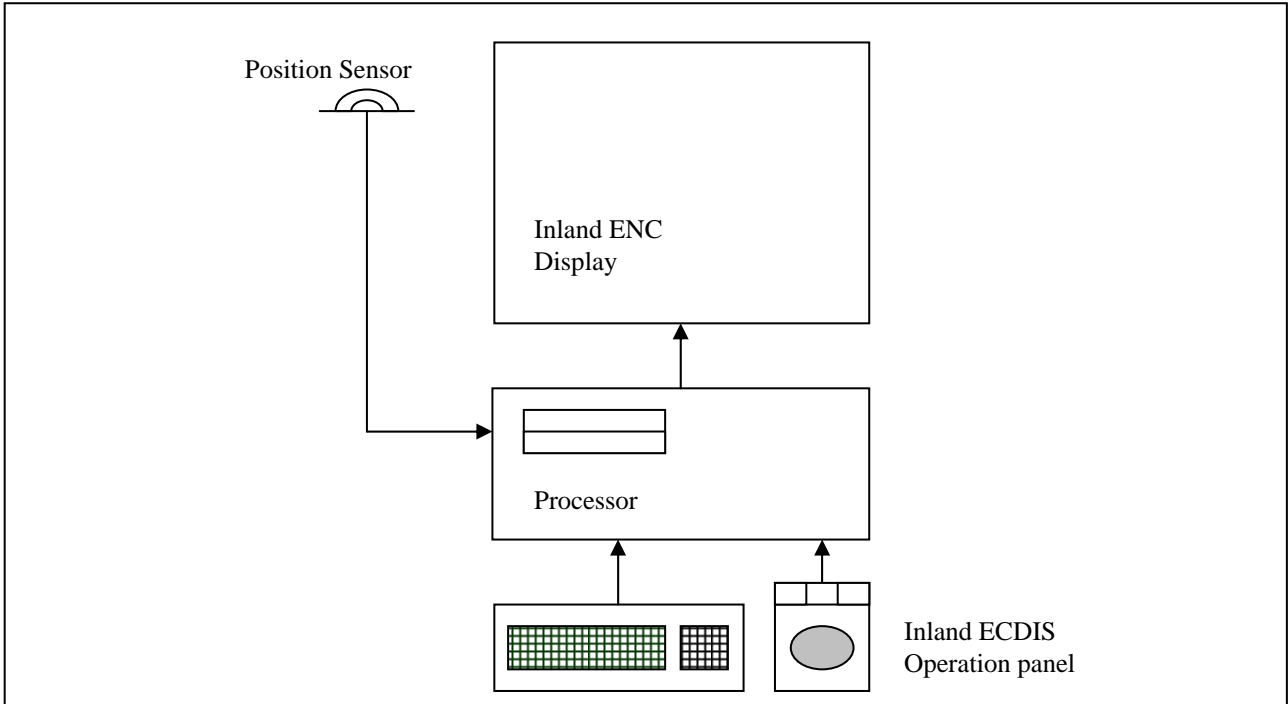 Position Sensor
Inland ENC
Display
Processor
Inland ECDIS
Operation panel